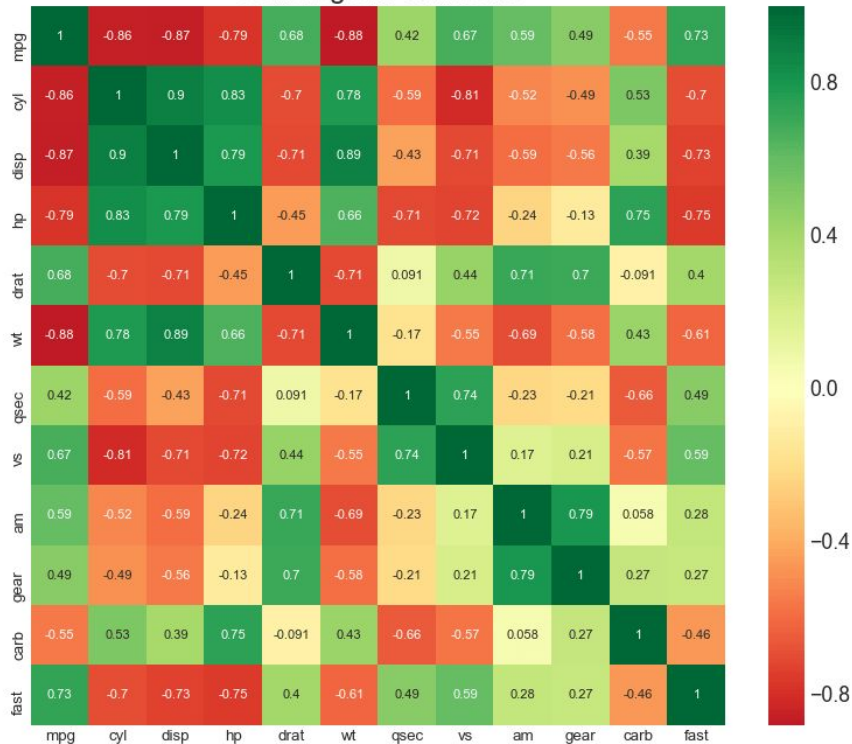 mpg 1 -0.86 -0.87 -0.79 0.68 -0.88 0.42 0.67 0.59 0.49 -0.55 0.73
cyl -0.86 1 0.9 0.83 -0.7 0.78 -0.59 -0.81 -0.52 -0.49 0.53 -0.7
disp -0.87 0.9 1 0.79 -0.71 0.89 -0.43 -0.71 -0.59 -0.56 0.39 -0.73
hp -0.79 0.83 0.79 1 -0.45 0.66 -0.71 -0.72 -0.24 -0.13 0.75 -0.75
drat 0.68 -0.7 -0.71 -0.45 1 -0.71 0.091 0.44 0.71 0.7 -0.091 0.4
wt -0.88 0.78 0.89 0.66 -0.71 1 -0.17 -0.55 -0.69 -0.58 0.43 -0.61
qsec 0.42 -0.59 -0.43 -0.71 0.091 -0.17 1 0.74 -0.23 -0.21 -0.66 0.49
vs 0.67 -0.81 -0.71 -0.72 0.44 -0.55 0.74 1 0.17 0.21 -0.57 0.59
am 0.59 -0.52 -0.59 -0.24 0.71 -0.69 -0.23 0.17 1 0.79 0.058 0.28
gear 0.49 -0.49 -0.56 -0.13 0.7 -0.58 -0.21 0.21 0.79 1 0.27 0.27
carb -0.55 0.53 0.39 0.75 -0.091 0.43 -0.66 -0.57 0.058 0.27 1 -0.46
fast 0.73 -0.7 -0.73 -0.75 0.4 -0.61 0.49 0.59 0.28 0.27 -0.46 1
mpg cyl disp hp drat wt qsec vs am gear carb fast
0.8
0.4
0.0
−0.4
−0.8